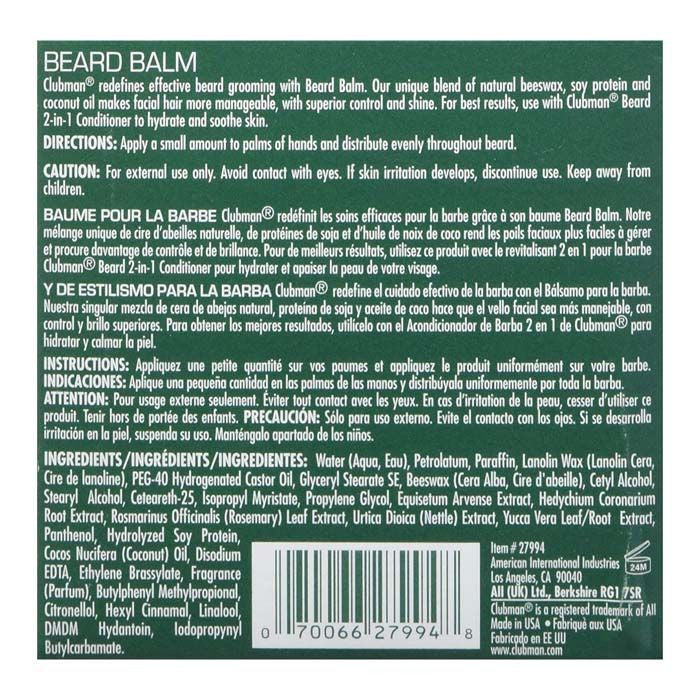 BEARD BALM
Clubman® redefines effective beard grooming with Beard Balm. Our unique blend of natural beeswax, soy protein and
coconut oil makes facial hair more manageable, with superior control and shine. For best results, use with Clubman® Beard
2-in-1 Conditioner to hydrate and soothe skin.
DIRECTIONS: Apply a small amount to palms of hands and distribute evenly throughout beard.
CAUTION: For external use only. Avoid contact with eyes. If skin irritation develops, discontinue use. Keep away from
children.
BAUME POUR LA BARBE Clubman® redéfinit les soins efficaces pour la barbe grâce à son baume Beard Balm. Notre
mélange unique de cire d'abeilles naturelle, de protéines de soja et d'huile de noix de coco rend les poils faciaux plus faciles à gérer
et procure davantage de contrôle et de brillance. Pour de meilleurs résultats, utilisez ce produit avec le revitalisant 2 en 1 pour la barbe
Clubman® Beard 2-in-1 Conditioner pour hydrater et apaiser la peau de votre visage.
Y DE ESTILISMO PARA LA BARBA Clubman® redefine el cuidado efectivo de la barba con el Bálsamo para la barba.
Nuestra singular mezcla de cera de abejas natural, proteína de soja y aceite de coco hace que el vello facial sea más manejable, con
control y brillo superiores. Para obtener los mejores resultados, utilícelo con el Acondicionador de Barba 2 en 1 de Clubman® para
hidratar y calmar la piel.
INSTRUCTIONS: Appliquez une petite quantité sur vos paumes et appliquez le produit uniformément sur votre barbe.
INDICACIONES: Aplique una pequeña cantidad en las palmas de las manos y distribúyala uniformemente por toda la barba.
ATTENTION: Pour usage externe seulement. Éviter tout contact avec les yeux. En cas d'irritation de la peau, cesser d'utiliser ce
produit. Tenir hors de portée des enfants. PRECAUCIÓN: Sólo para uso externo. Evite el contacto con los ojos. Si se desarrolla
irritación en la piel, suspenda su uso. Manténgalo apartado de los niños.
INGREDIENTS/INGRÉDIENTS/INGREDIENTES: Water (Aqua, Eau), Petrolatum, Paraffin, Lanolin Wax (Lanolin Cera,
Cire de lanoline), PEG-40 Hydrogenated Castor Oil, Glyceryl Stearate SE, Beeswax (Cera Alba, Cire d'abeille), Cetyl Alcohol,
Stearyl Alcohol, Ceteareth-25, Isopropyl Myristate, Propylene Glycol, Equisetum Arvense Extract, Hedychium Coronarium
Root Extract, Rosmarinus Officinalis (Rosemary) Leaf Extract, Urtica Dioica (Nettle) Extract, Yucca Vera Leaf/Root Extract,
Panthenol, Hydrolyzed Soy Protein,
Cocos Nucifera (Coconut) Oil, Disodium
EDTA, Ethylene Brassylate, Fragrance
(Parfum), Butylphenyl Methylpropional,
Citronellol, Hexyl Cinnamal, Linalool,
DMDM Hydantoin, Iodopropynyl
Butylcarbamate.
0 70066 27994 8
Item # 27994
American International Industries
Los Angeles, CA 90040
AII (UK) Ltd., Berkshire RG1 7SR
Clubman® is a registered trademark of AII
Made in USA • Fabriqué aux USA
Fabricado en EE UU
www.clubman.com
24M